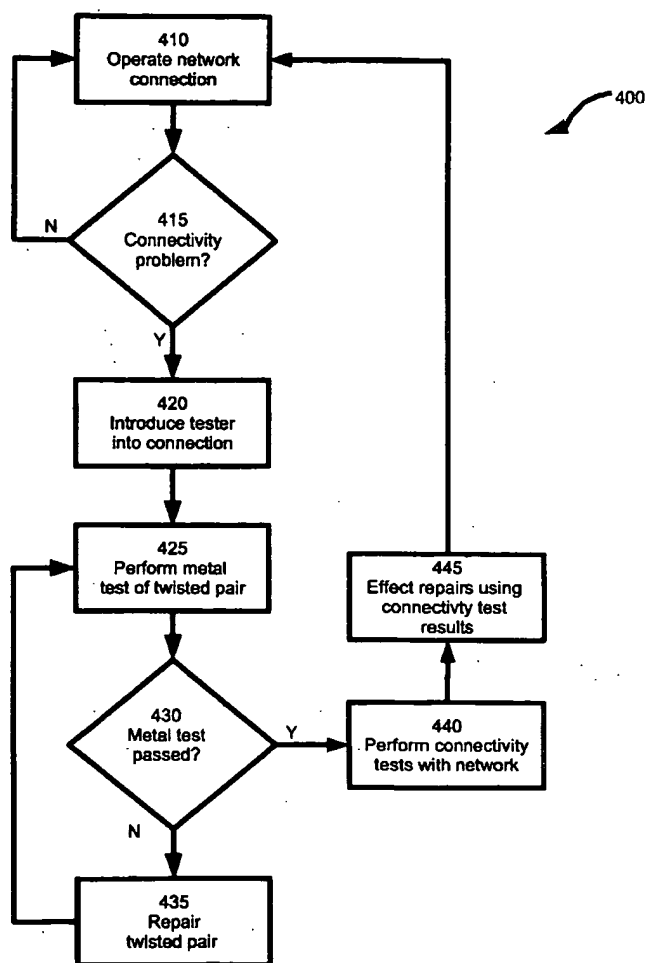 410
Operate network
connection
400
415
Connectivity
problem?
N
Y
420
Introduce tester
into connection
425
Perform metal
test of twisted pair
445
Effect repairs using
connectivty test
results
430
Metal test
passed?
Y
440
Perform connectivity
tests with network
N
435
Repair
twisted pair